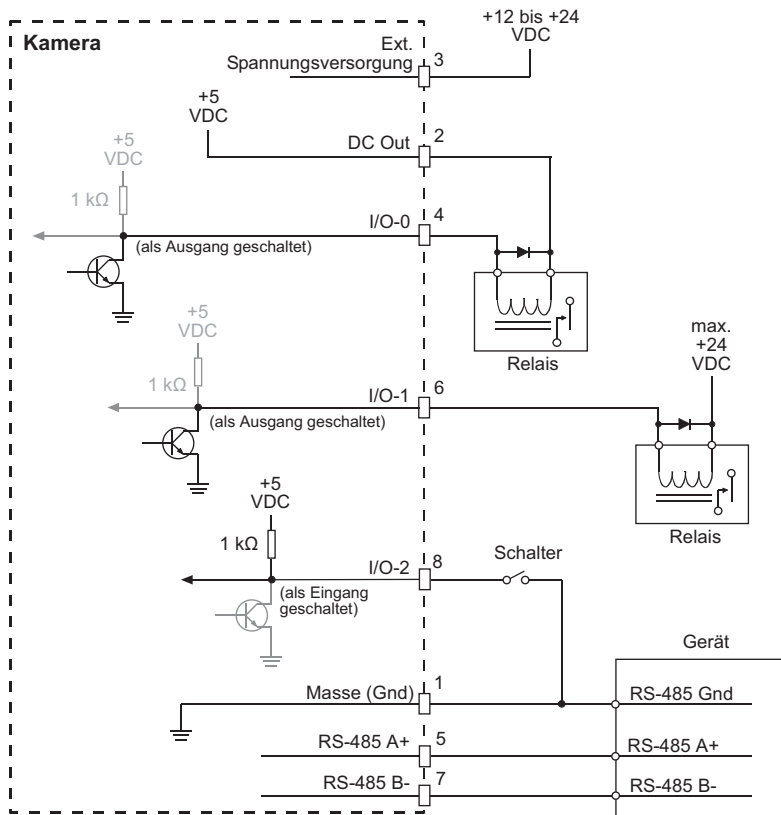 +12 bis +24
VDC
Kamera
Ext.
Spannungsversorgung
3
+5
VDC
DC Out
2
+5
VDC
1 kΩ
I/O-0
4
(als Ausgang geschaltet)
Relais
+5
VDC
max.
+24
VDC
1 kΩ
I/O-1
6
(als Ausgang geschaltet)
Relais
+5
VDC
1 kΩ
I/O-2
8
Schalter
(als Eingang
geschaltet)
Gerät
Masse (Gnd)
1
RS-485 Gnd
RS-485 A+
5
RS-485 A+
RS-485 B-
7
RS-485 B-